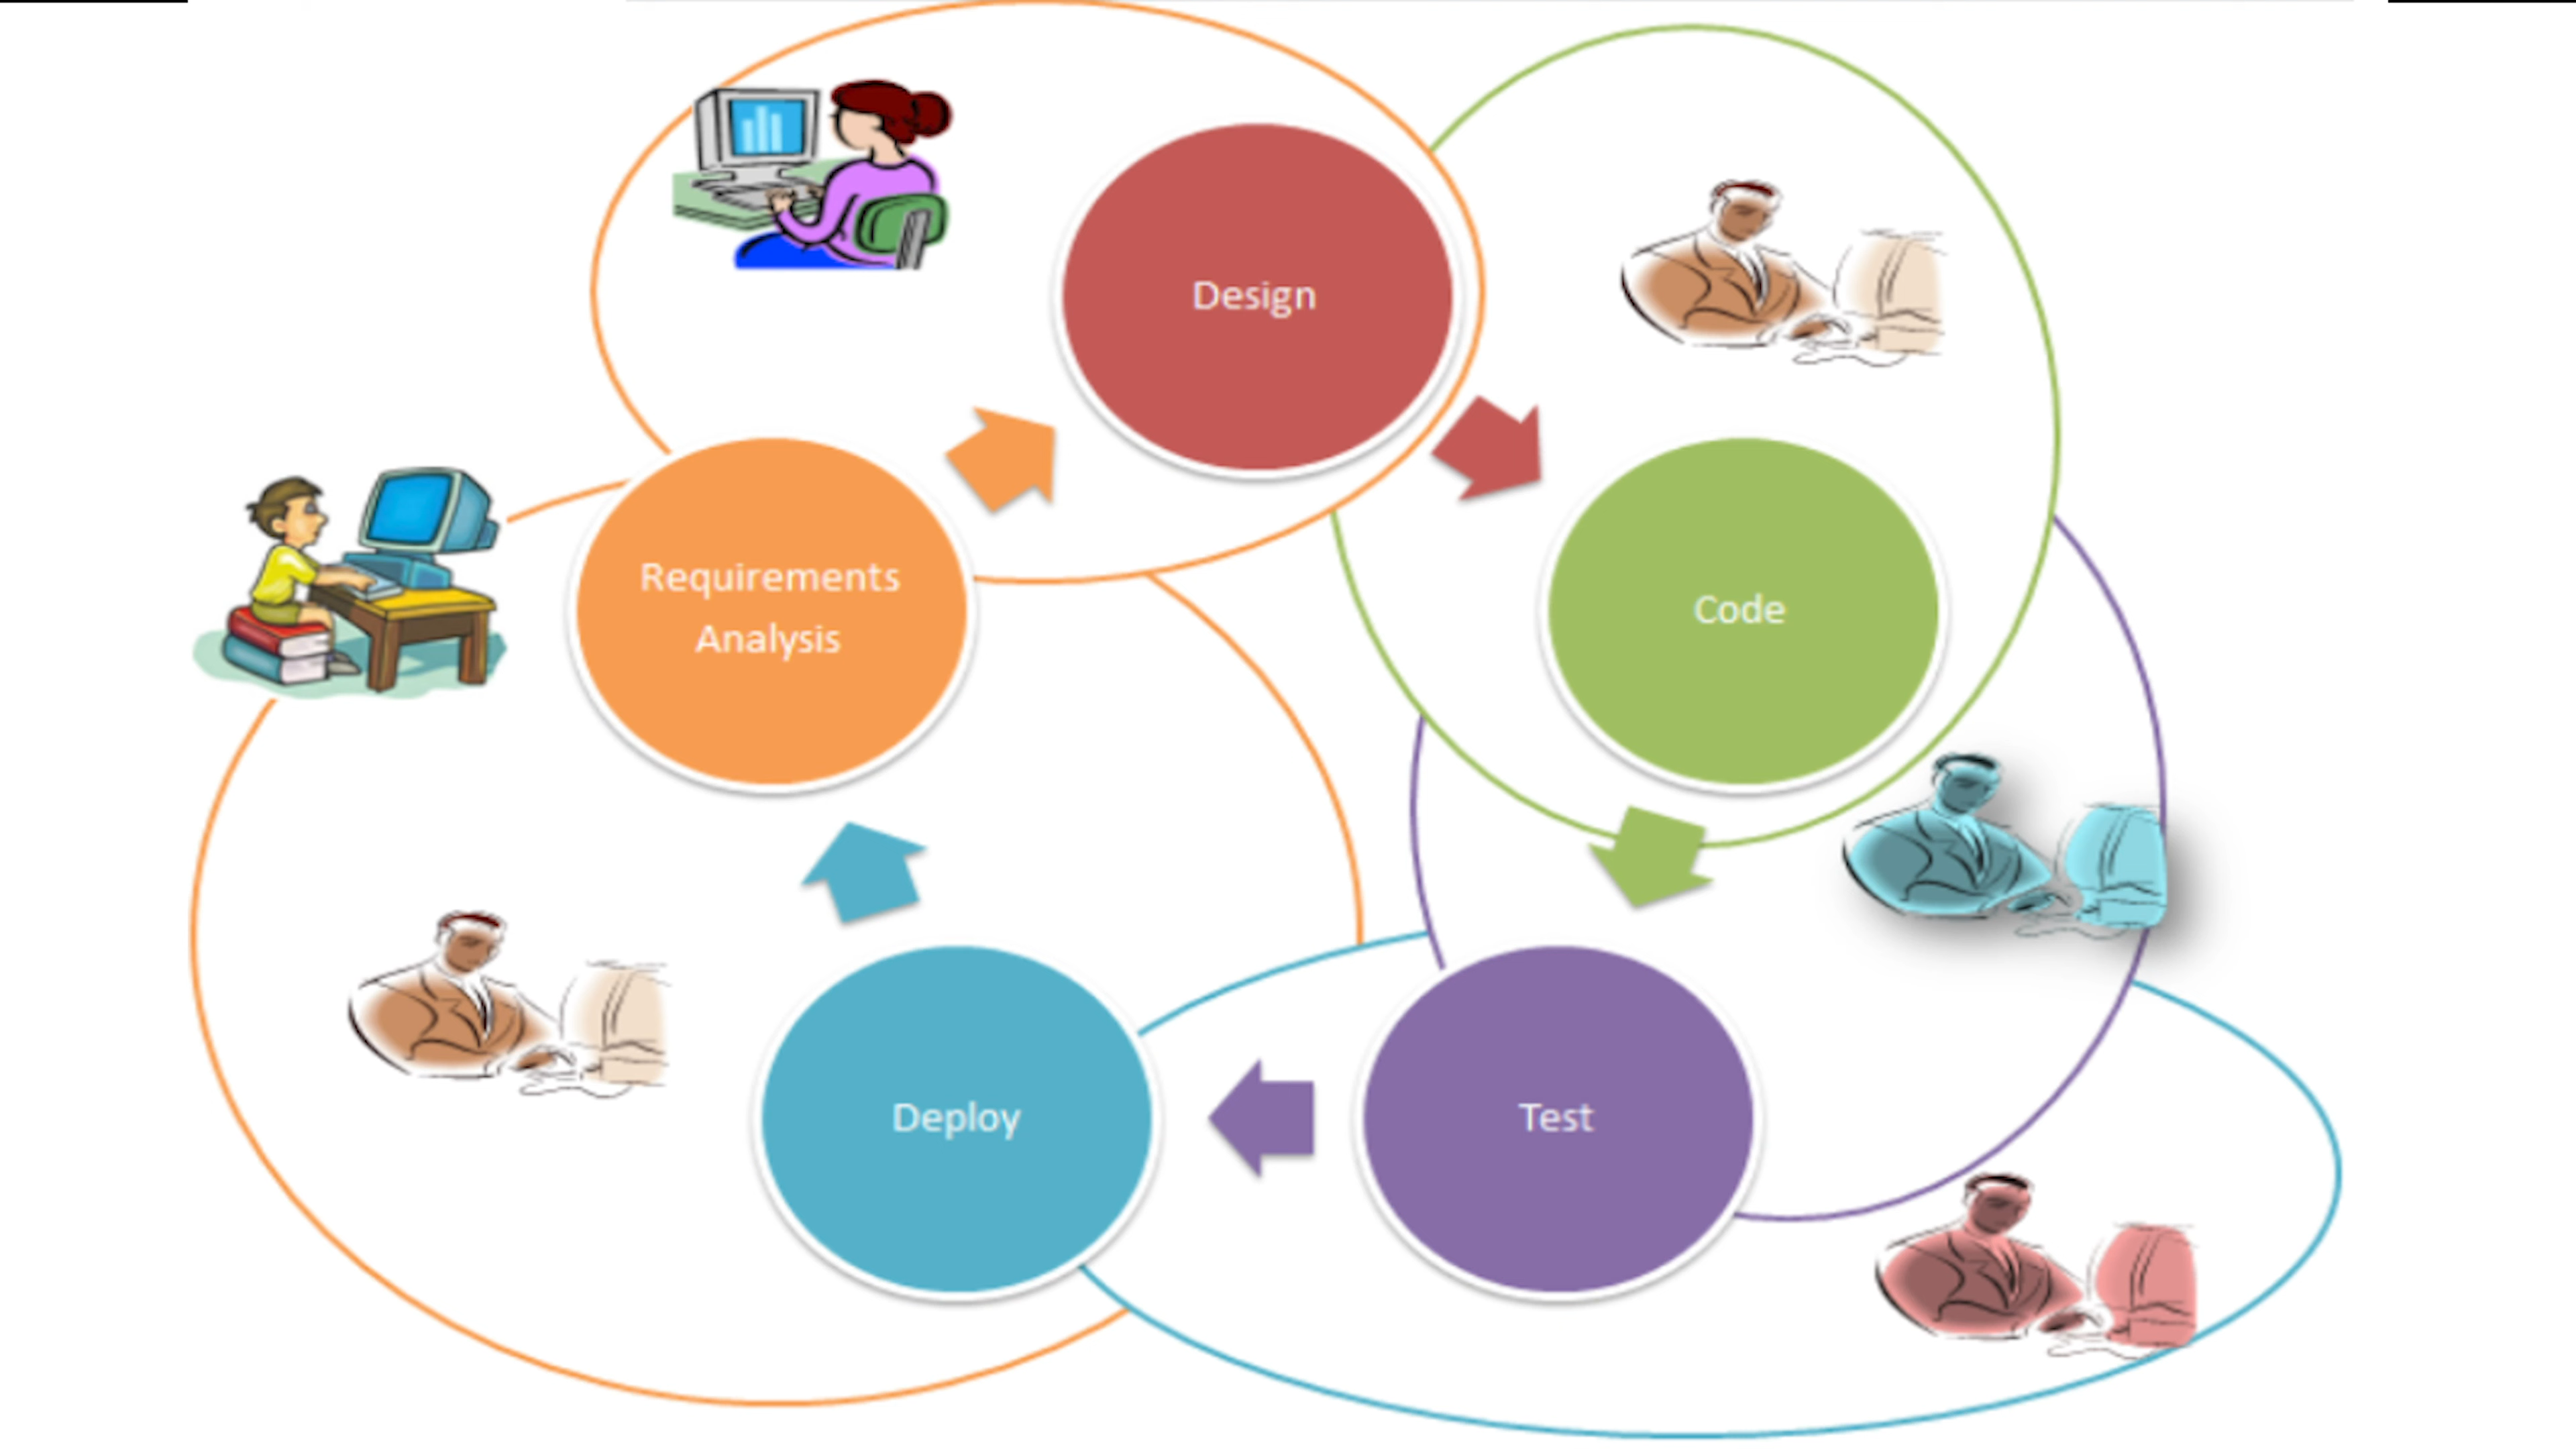 Design
Requirements
Analysis
Code
Deploy
Test